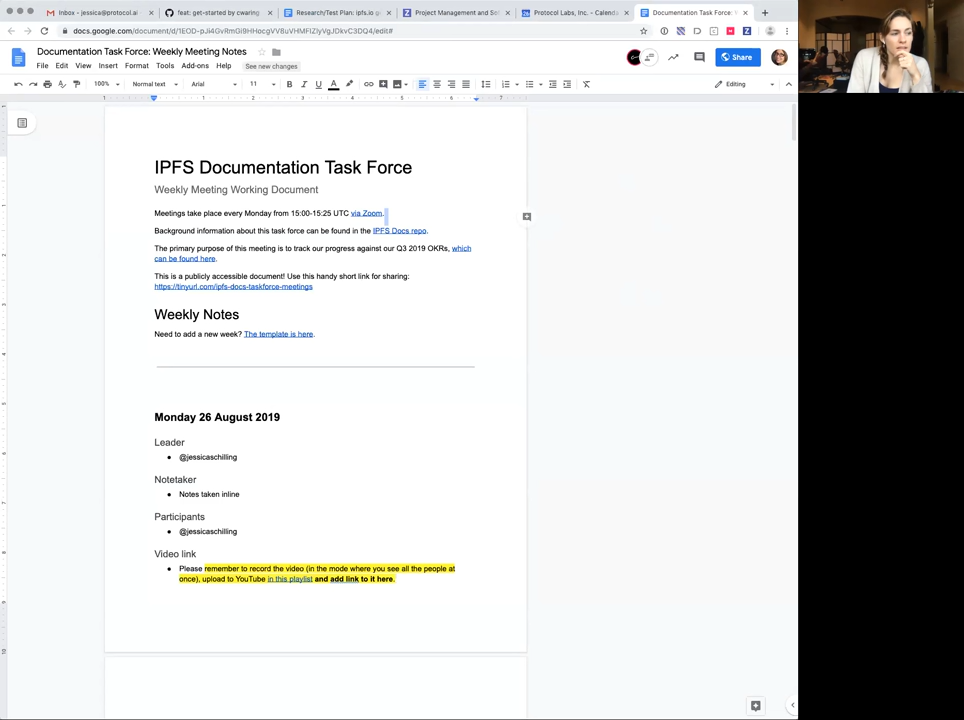 Inbox - jessica@protocol.ai
feat: get-started by cwaring
Research/Test Plan: ipfs.io g
Project Management and So
Protocol Labs, Inc. - Calenda
Documentation Task Force: W
docs.google.com/document/d/
Documentation Task Force: Weekly Meeting Notes
Share
File Edit View Insert Format Tools Add-ons Help See new changes
100% Normal text Arial 11 B I U A Editing
IPFS Documentation Task Force
Weekly Meeting Working Document
Meetings take place every Monday from 15:00-15:25 UTC via Zoom.
Background information about this task force can be found in the IPFS Docs repo.
The primary purpose of this meeting is to track our progress against our Q3 2019 OKRs, which
can be found here.
This is a publicly accessible document! Use this handy short link for sharing:
https://tinyurl.com/ipfs-docs-taskforce-meetings
Weekly Notes
Need to add a new week? The template is here.
Monday 26 August 2019
Leader
● @jessicaschilling
Notetaker
● Notes taken inline
Participants
● @jessicaschilling
Video link
● Please remember to record the video (in the mode where you see all the people at
once), upload to YouTube in this playlist and add link to it here.